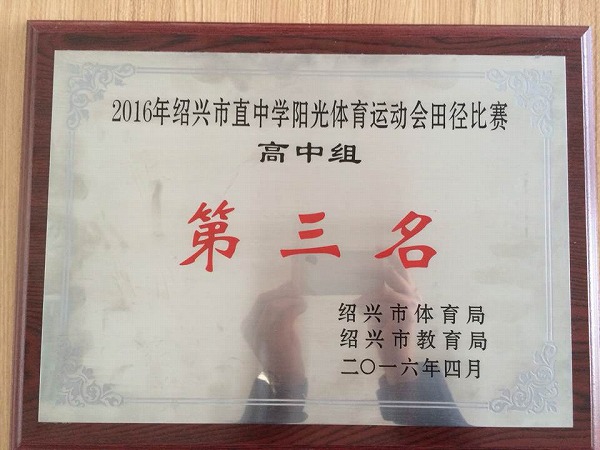 2016年绍兴市直中学阳光体育运动会田径比赛
高中组
第三名
绍兴市体育局
绍兴市教育局
二〇一六年四月